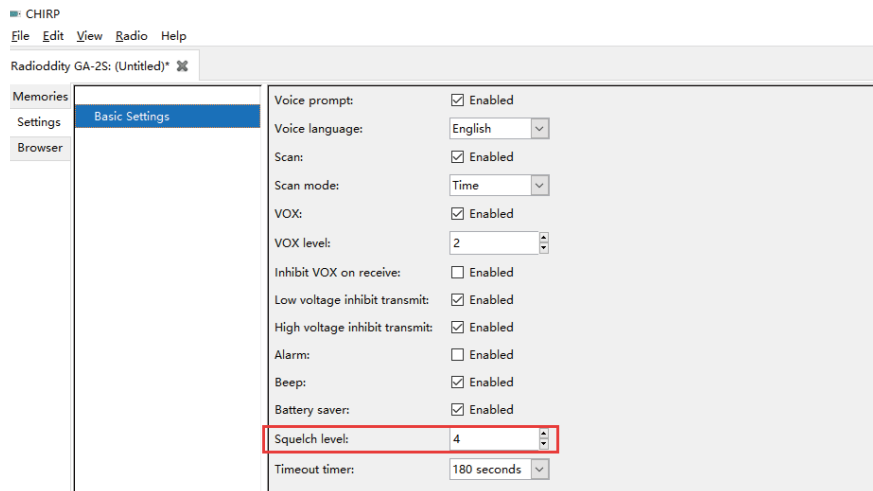 CHIRP
File Edit View Radio Help
Radioddity GA-2S: (Untitled)*
Memories
Settings
Browser
Basic Settings
Voice prompt: Enabled
Voice language: English
Scan: Enabled
Scan mode: Time
VOX: Enabled
VOX level: 2
Inhibit VOX on receive: Enabled
Low voltage inhibit transmit: Enabled
High voltage inhibit transmit: Enabled
Alarm: Enabled
Beep: Enabled
Battery saver: Enabled
Squelch level: 4
Timeout timer: 180 seconds